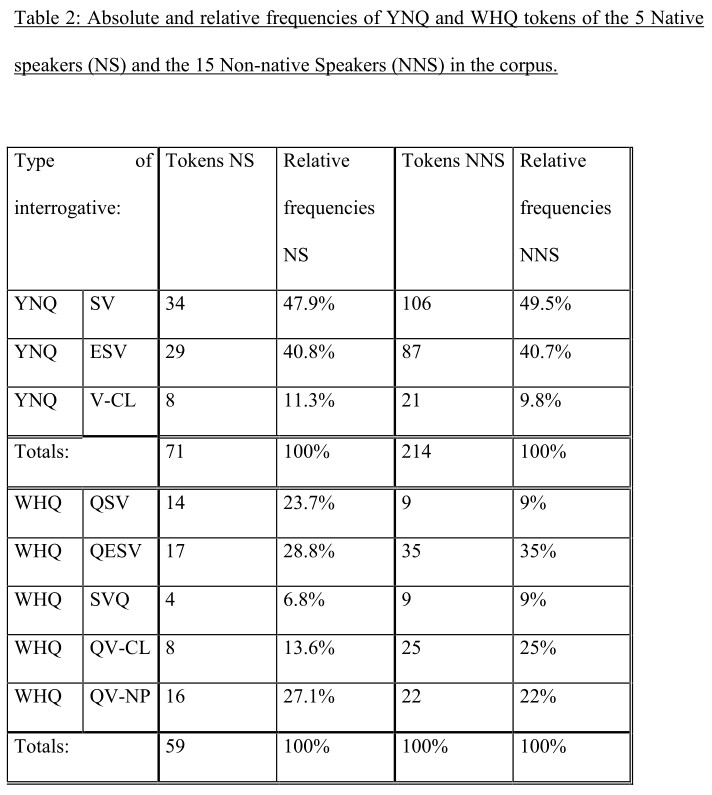 Table 2: Absolute and relative frequencies of YNQ and WHQ tokens of the 5 Native
speakers (NS) and the 15 Non-native Speakers (NNS) in the corpus.
Type of interrogative: Tokens NS Relative frequencies NS Tokens NNS Relative frequencies NNS
YNQ SV 34 47.9% 106 49.5%
YNQ ESV 29 40.8% 87 40.7%
YNQ V-CL 8 11.3% 21 9.8%
Totals: 71 100% 214 100%
WHQ QSV 14 23.7% 9 9%
WHQ QESV 17 28.8% 35 35%
WHQ SVQ 4 6.8% 9 9%
WHQ QV-CL 8 13.6% 25 25%
WHQ QV-NP 16 27.1% 22 22%
Totals: 59 100% 100% 100%